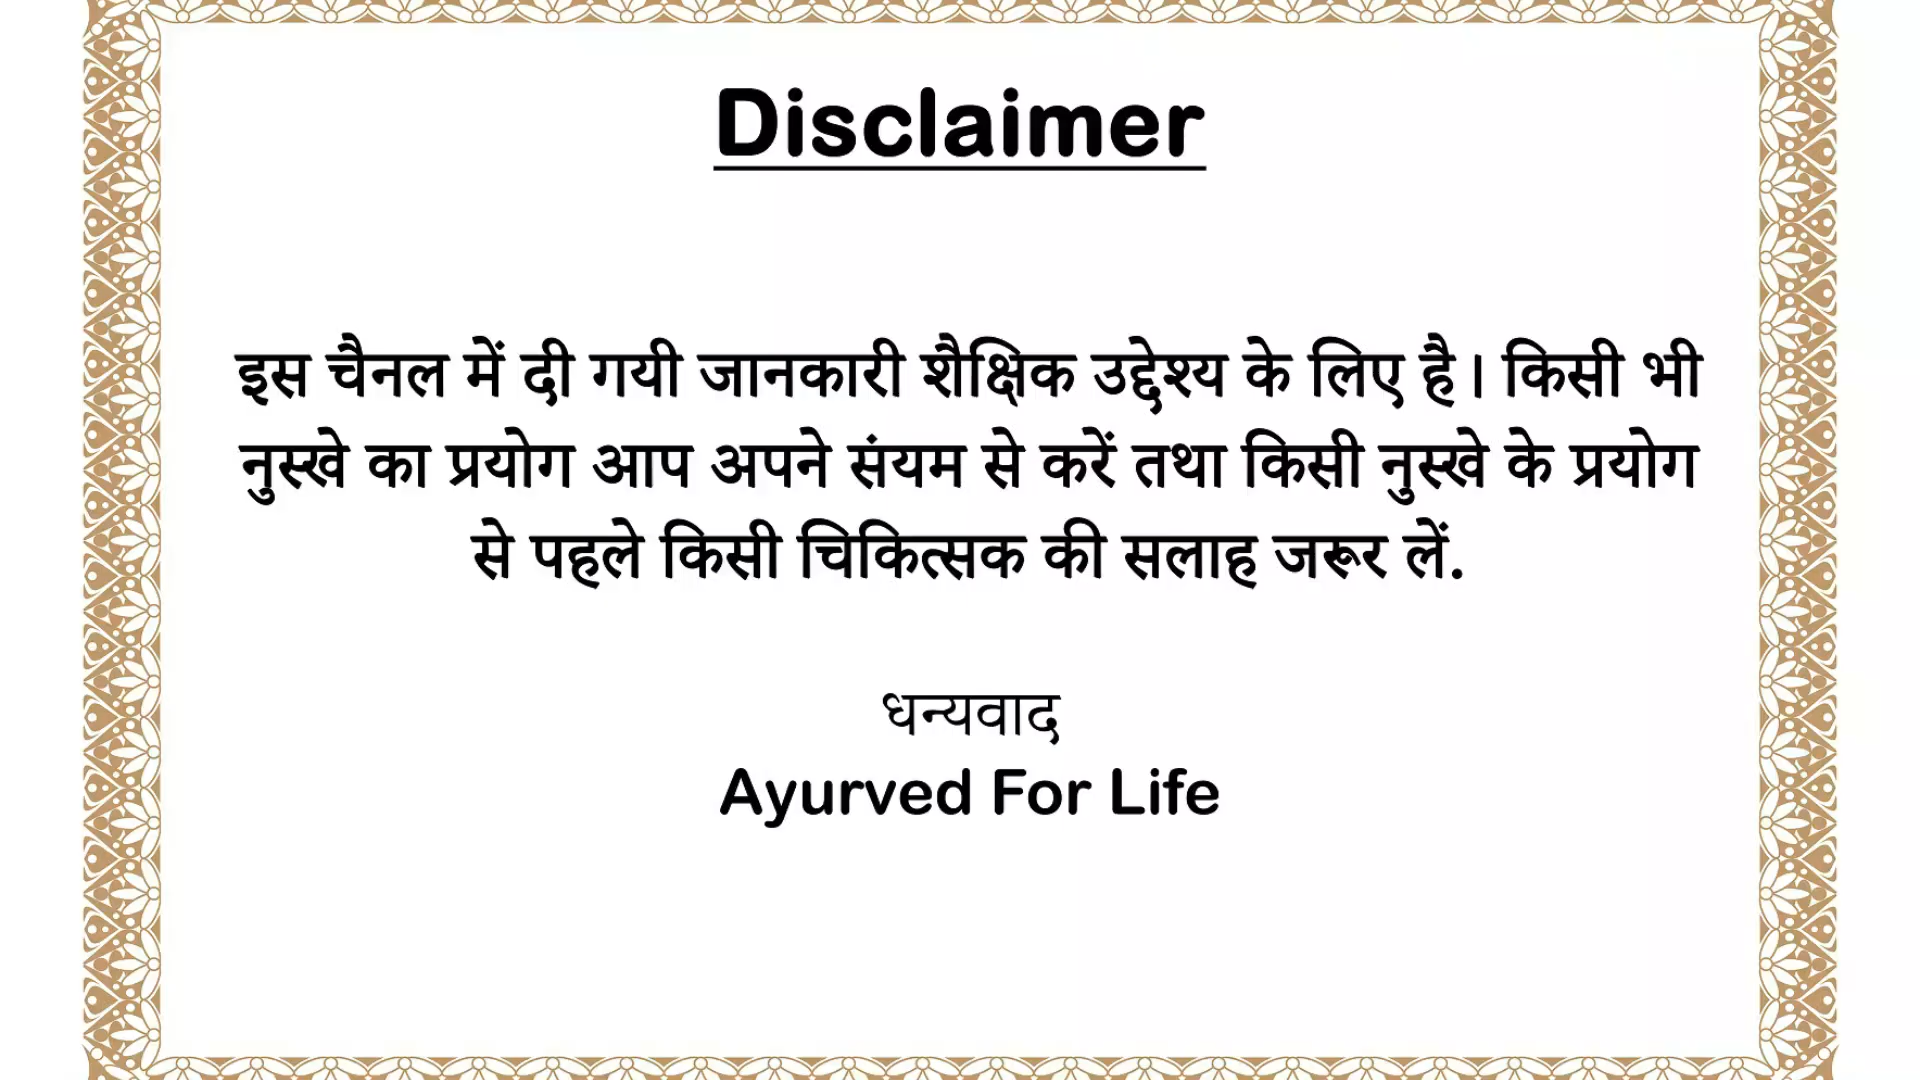 Disclaimer
इस चैनल में दी गयी जानकारी शैक्षिक उद्देश्य के लिए है। किसी भी
नुस्खे का प्रयोग आप अपने संयम से करें तथा किसी नुस्खे के प्रयोग
से पहले किसी चिकित्सक की सलाह जरूर लें.
धन्यवाद
Ayurved For Life